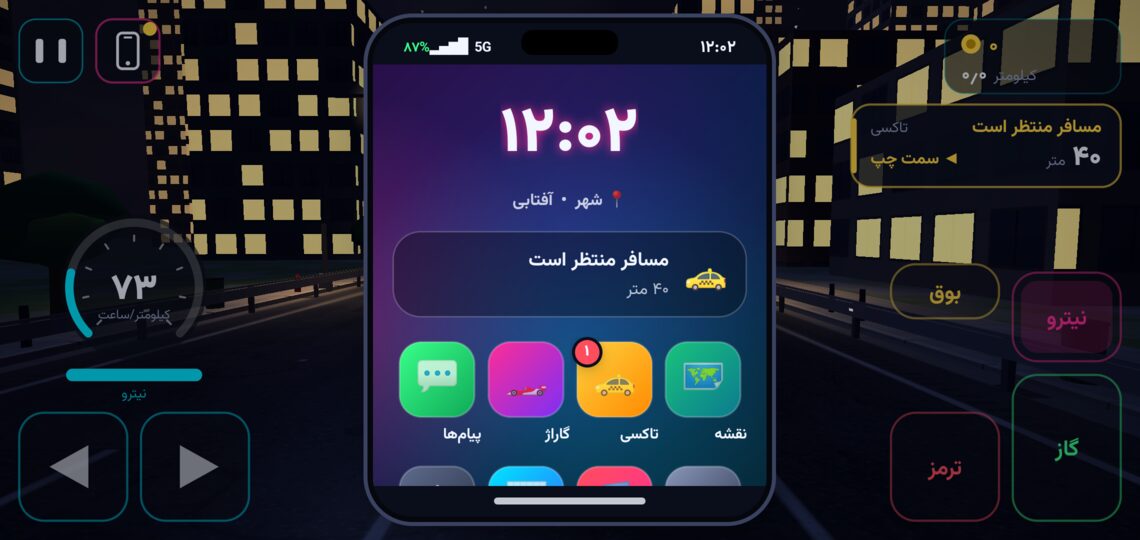 ۸۷%
5G
۱۲:۰۲
۱۲:۰۲
📍 شهر • آفتابی
مسافر منتظر است
۴۰ متر
۱
نقشه
تاکسی
گاراژ
پیام‌ها
۰
۰٫۰ کیلومتر
مسافر منتظر است
تاکسی
۴۰ متر
◀ سمت چپ
۷۳
کیلومتر/ساعت
نیترو
بوق
نیترو
ترمز
گاز